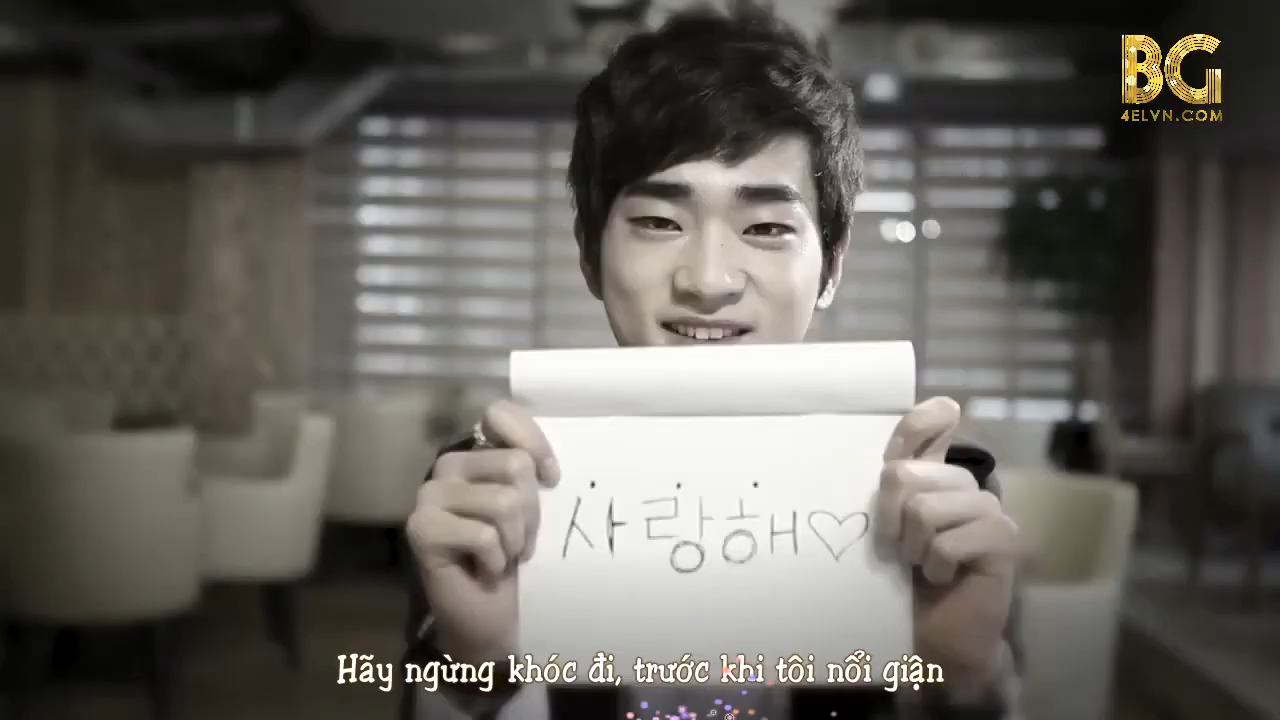 BG
4ELVN.COM
사랑해♡
Hãy ngừng khóc đi, trước khi tôi nổi giận